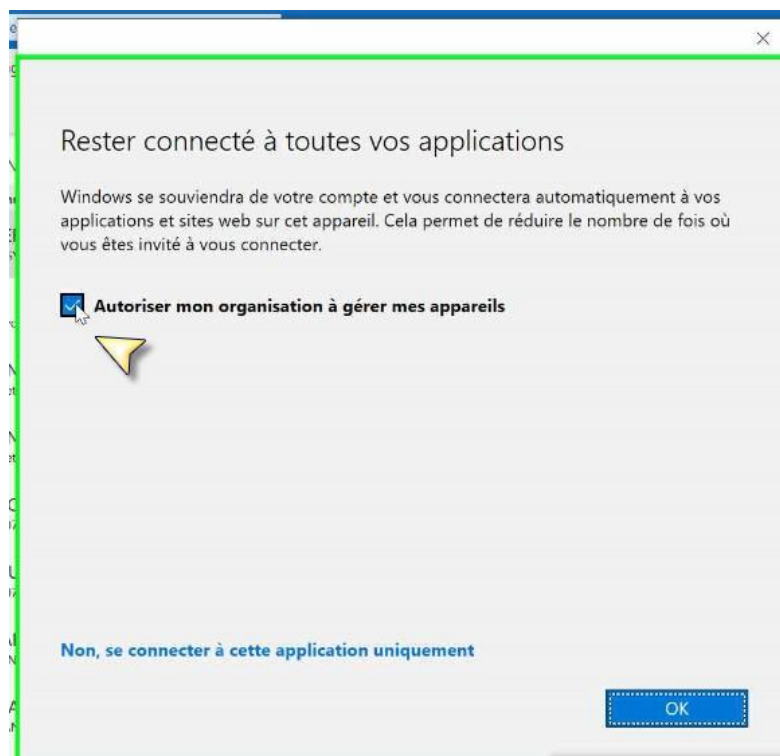 Rester connecté à toutes vos applications
Windows se souviendra de votre compte et vous connectera automatiquement à vos
applications et sites web sur cet appareil. Cela permet de réduire le nombre de fois où
vous êtes invité à vous connecter.
Autoriser mon organisation à gérer mes appareils
Non, se connecter à cette application uniquement
OK